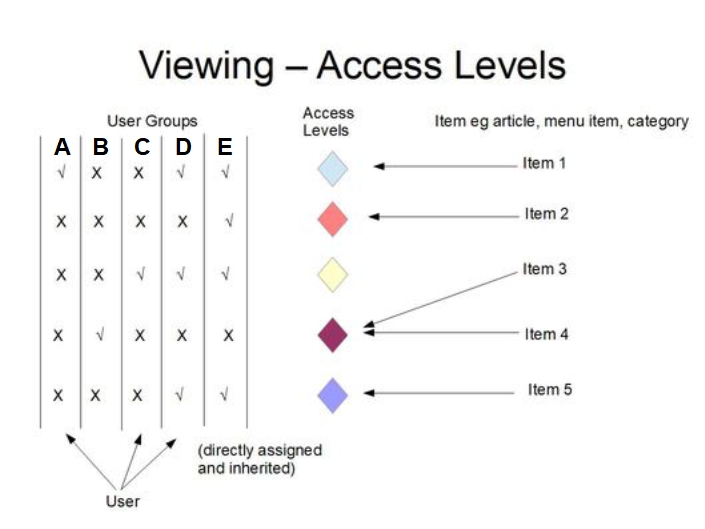 Viewing – Access Levels
User Groups
Access
Levels
Item eg article, menu item, category
A B C D E
√ X X √ √
Item 1
X X X X √
Item 2
X X √ √ √
Item 3
X √ X X X
Item 4
X X X √ √
Item 5
(directly assigned
and inherited)
User